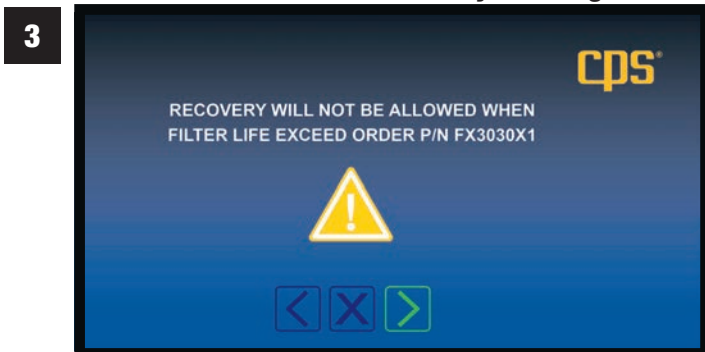 3
cps®
RECOVERY WILL NOT BE ALLOWED WHEN
FILTER LIFE EXCEED ORDER P/N FX3030X1